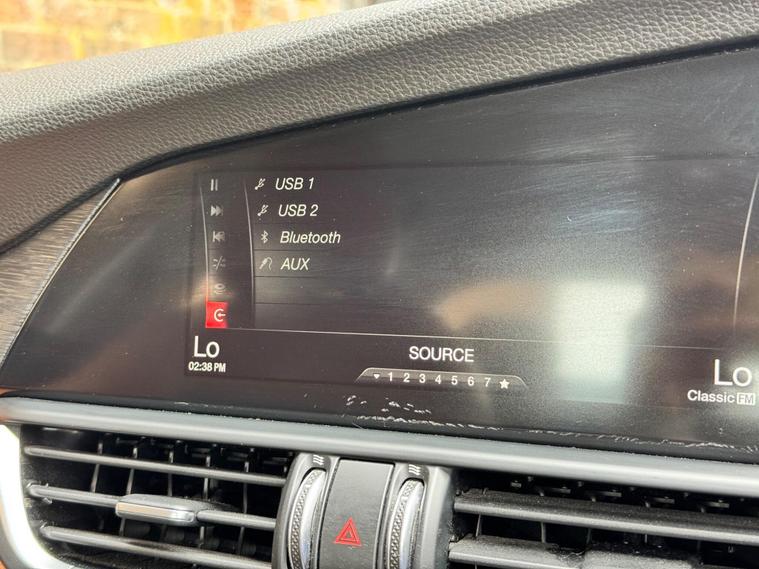 USB 1
USB 2
Bluetooth
AUX
Lo
02:38 PM
SOURCE
1 2 3 4 5 6 7
Lo
Classic FM